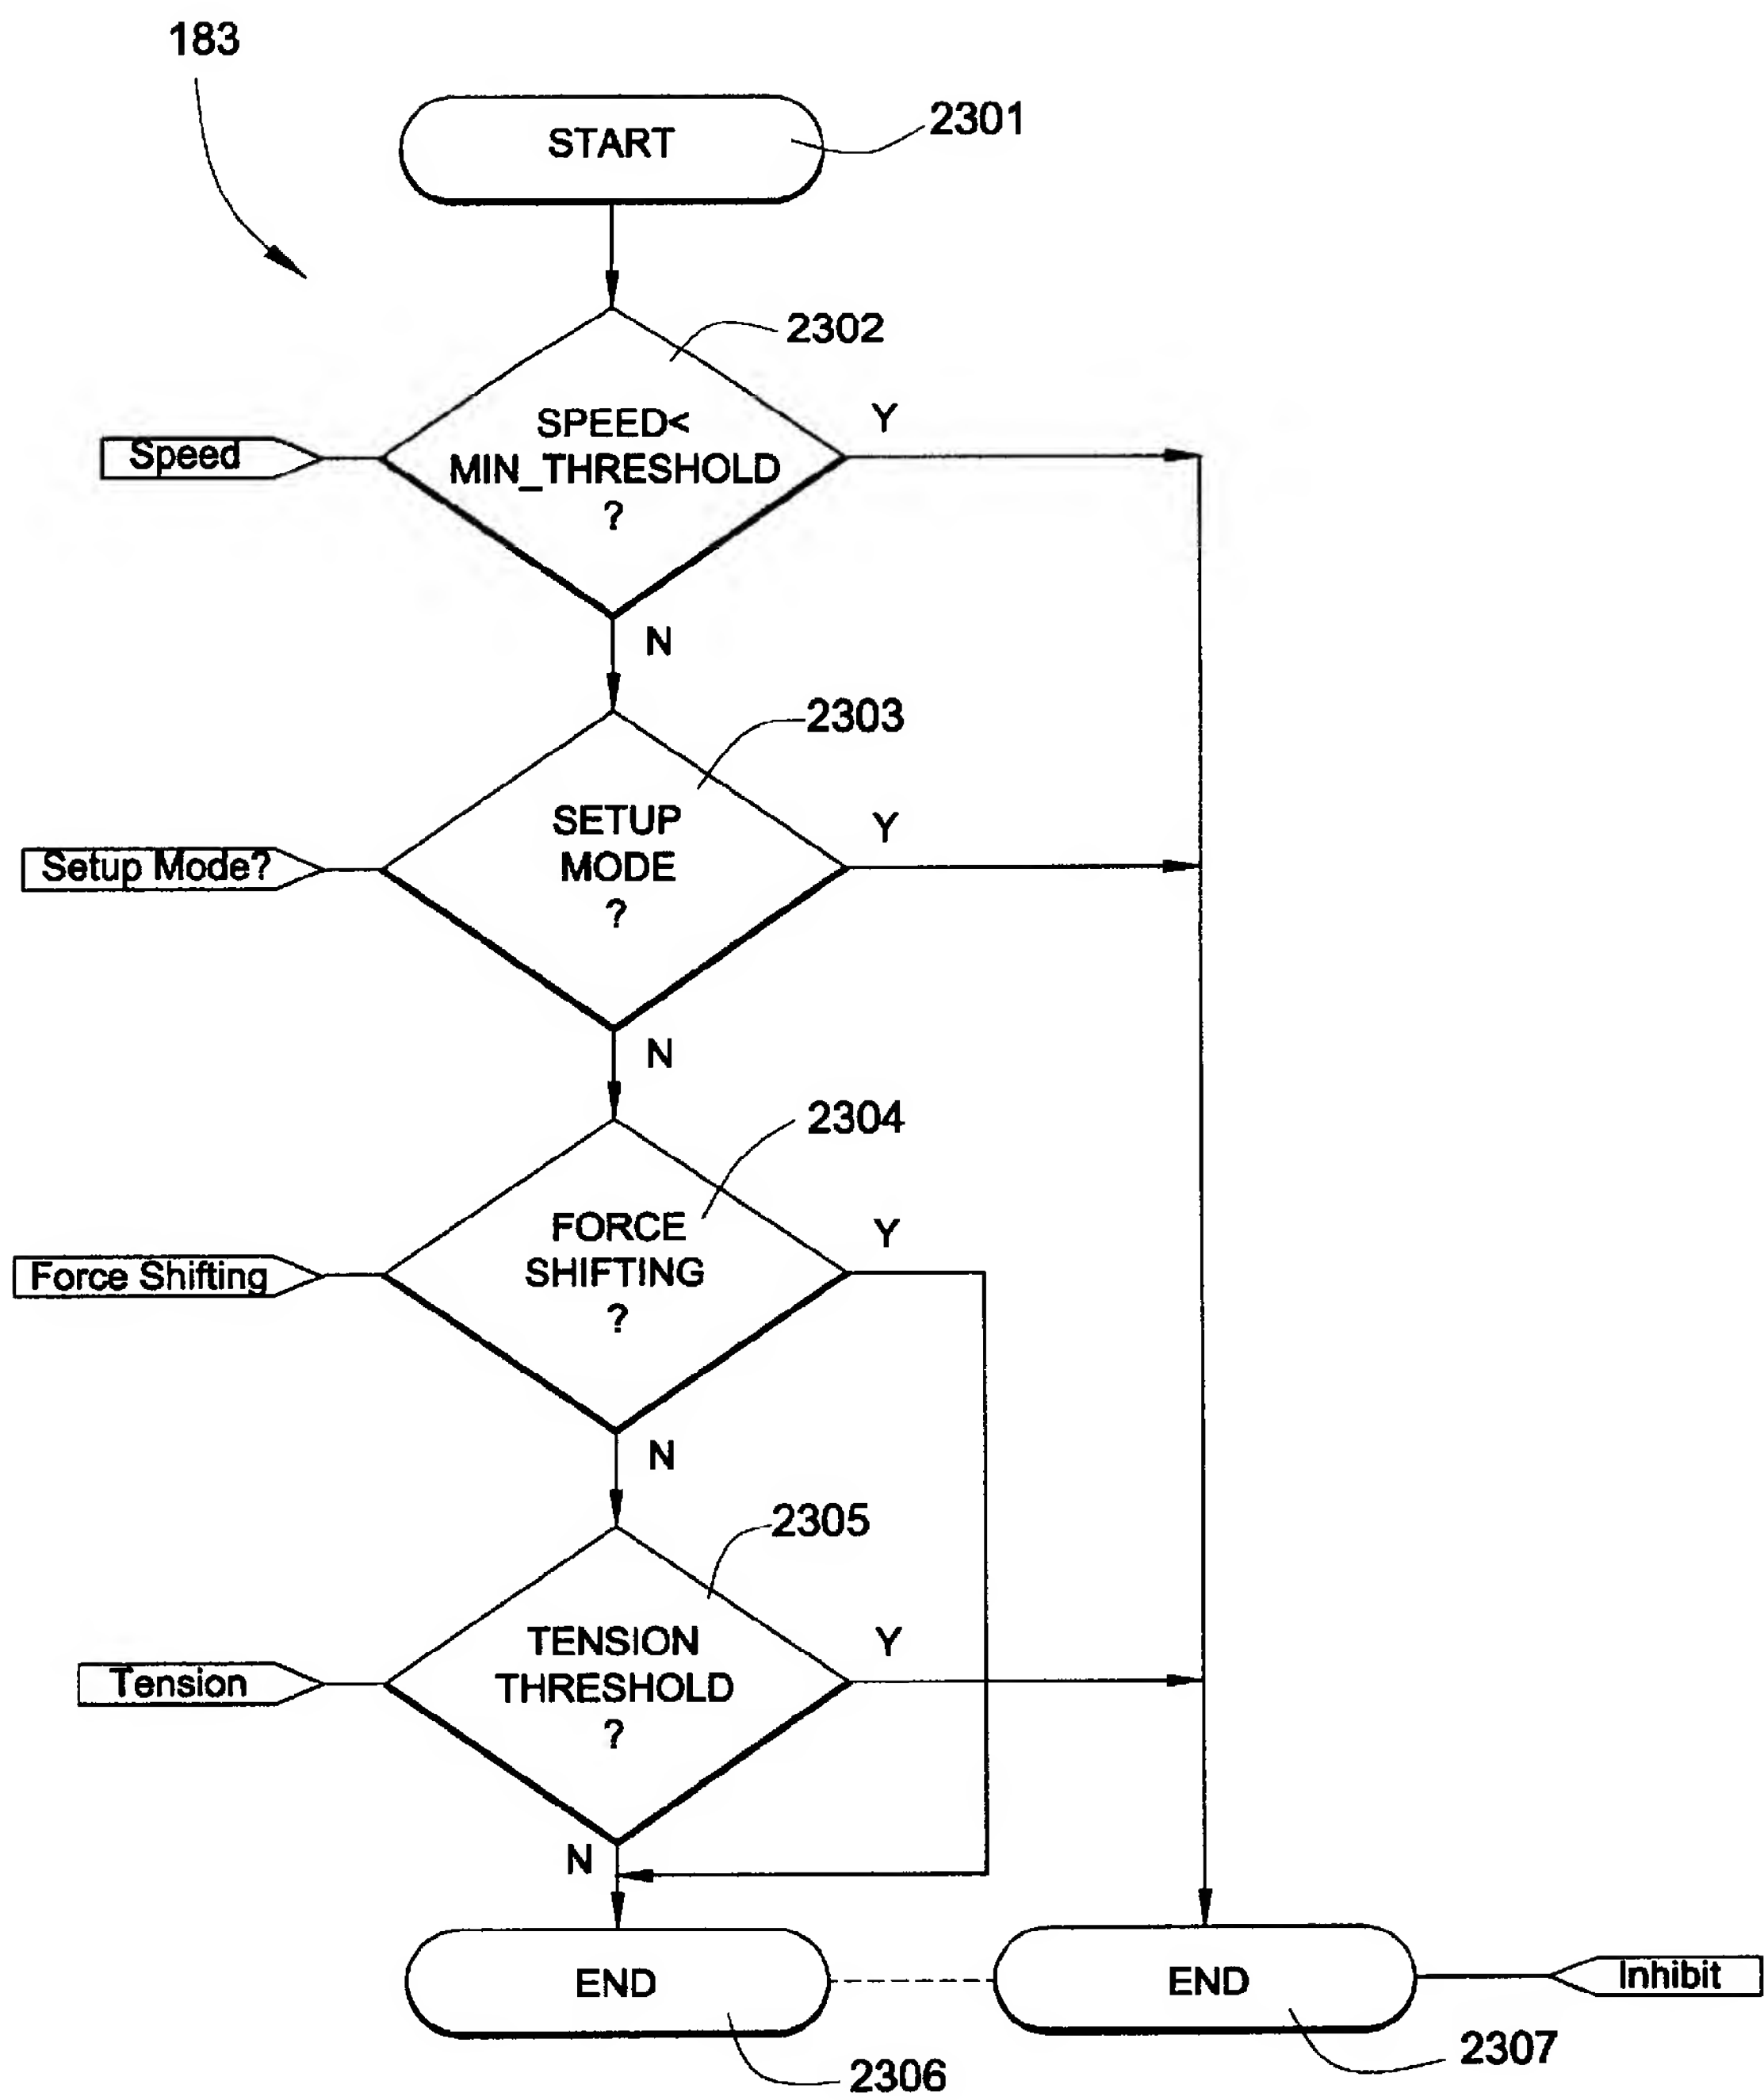 183
START
2301
2302
SPEED<
MIN_THRESHOLD
?
Y
Speed
N
2303
SETUP
MODE
?
Y
Setup Mode?
N
2304
FORCE
SHIFTING
?
Y
Force Shifting
N
2305
TENSION
THRESHOLD
?
Y
Tension
N
END
END
Inhibit
2306
2307